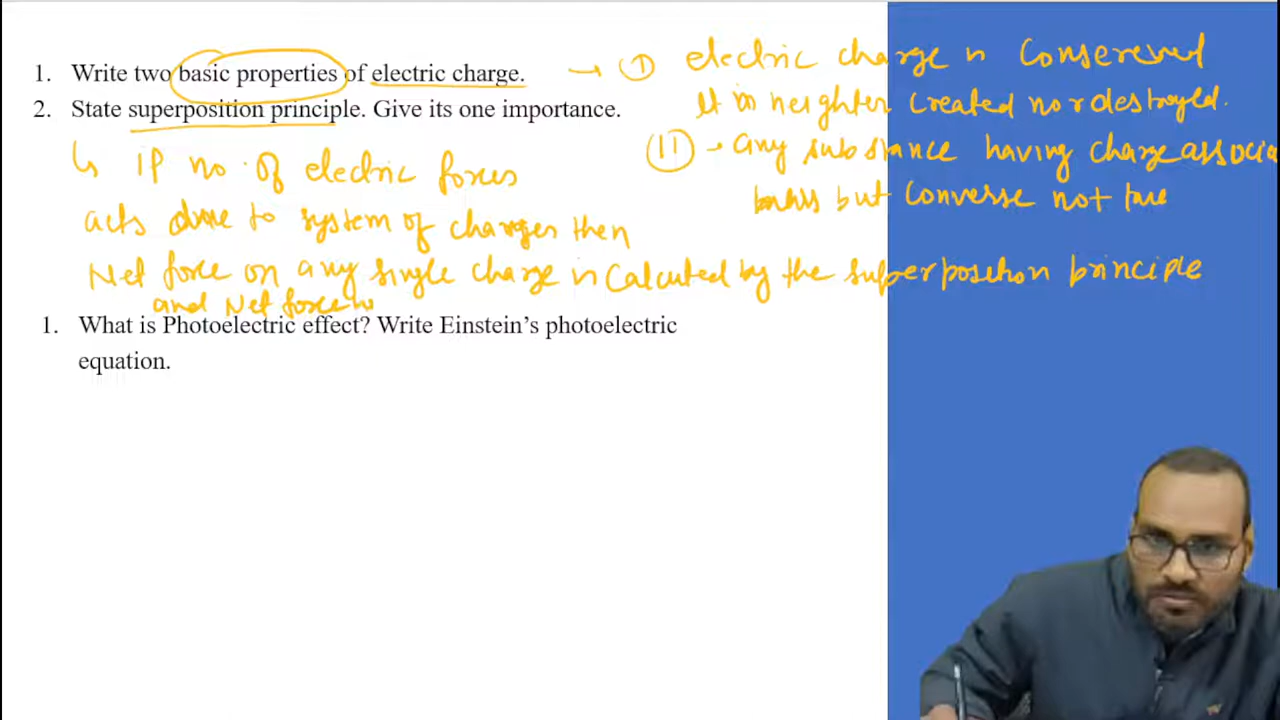 1. Write two basic properties of electric charge.
→ (I) electric charge is Conserved
It is neighter created nor destroyed.
(II) → any substance having charge associa
mass but converse not true
2. State superposition principle. Give its one importance.
↳ if no. of electric forces
acts due to system of charges then
Net force on any single charge is Calcuted by the superposition principle
and Net force
1. What is Photoelectric effect? Write Einstein’s photoelectric
equation.